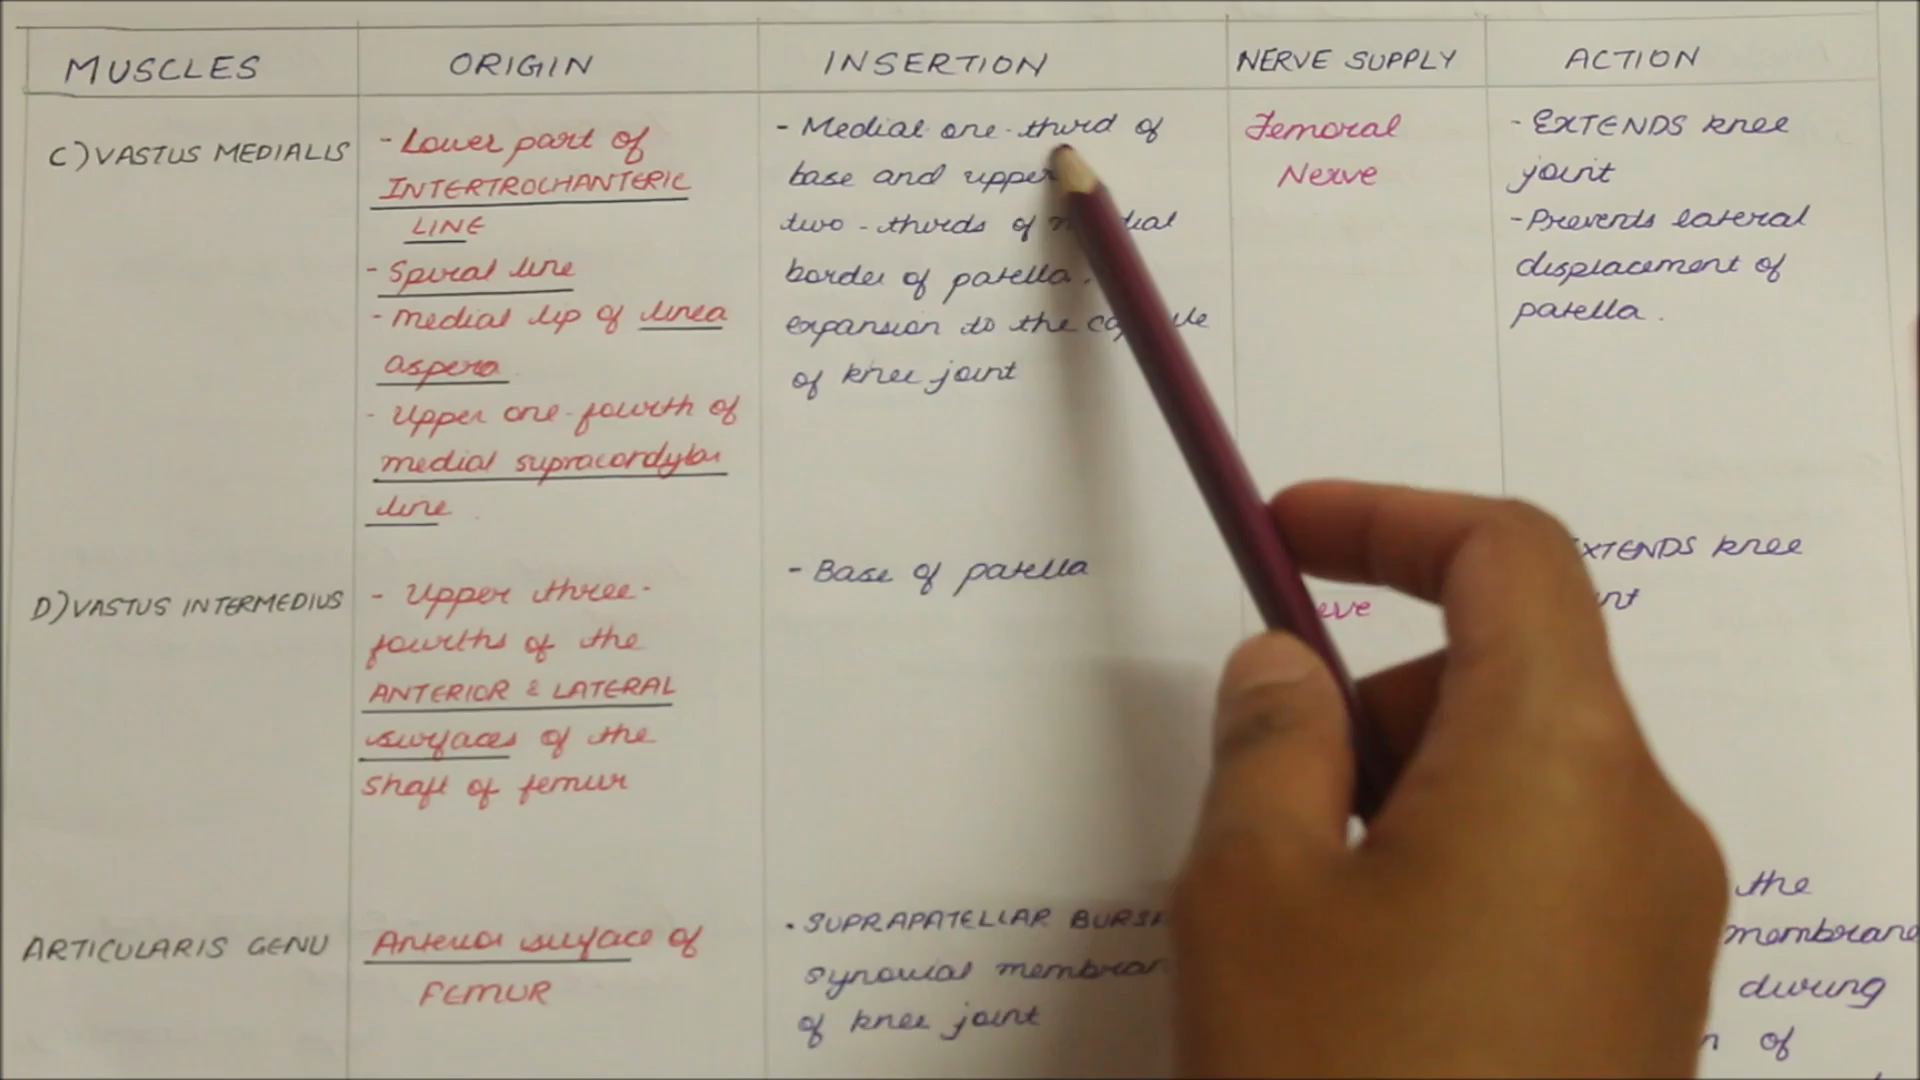 MUSCLES ORIGIN INSERTION NERVE SUPPLY ACTION
C) VASTUS MEDIALIS
- Lower part of
INTERTROCHANTERIC
LINE
- Spiral line
- medial lip of linea
aspera
- Upper one-fourth of
medial supracondylar
line
- Medial one-third of
base and upper
two-thirds of
border of patella.
expansion to the
of knee joint
Femoral
Nerve
- EXTENDS knee
joint
- Prevents lateral
displacement of
patella.
D) VASTUS INTERMEDIUS
- Upper three-
fourths of the
ANTERIOR & LATERAL
surfaces of the
shaft of femur
- Base of patella
knee
ARTICULARIS GENU
Anterior surface of
FEMUR
- SUPRAPATELLAR
synovial
of knee joint
the
membrane
during
of